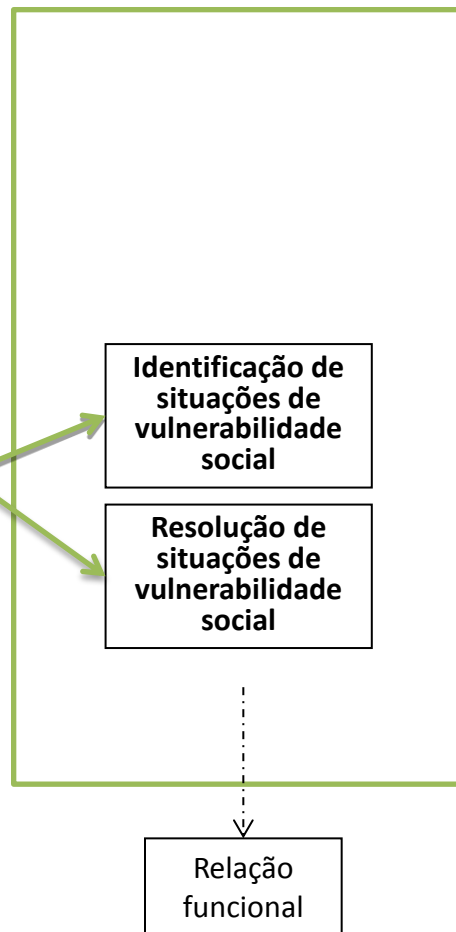 Identificação de
situações de
vulnerabilidade
social
Resolução de
situações de
vulnerabilidade
social
Relação
funcional